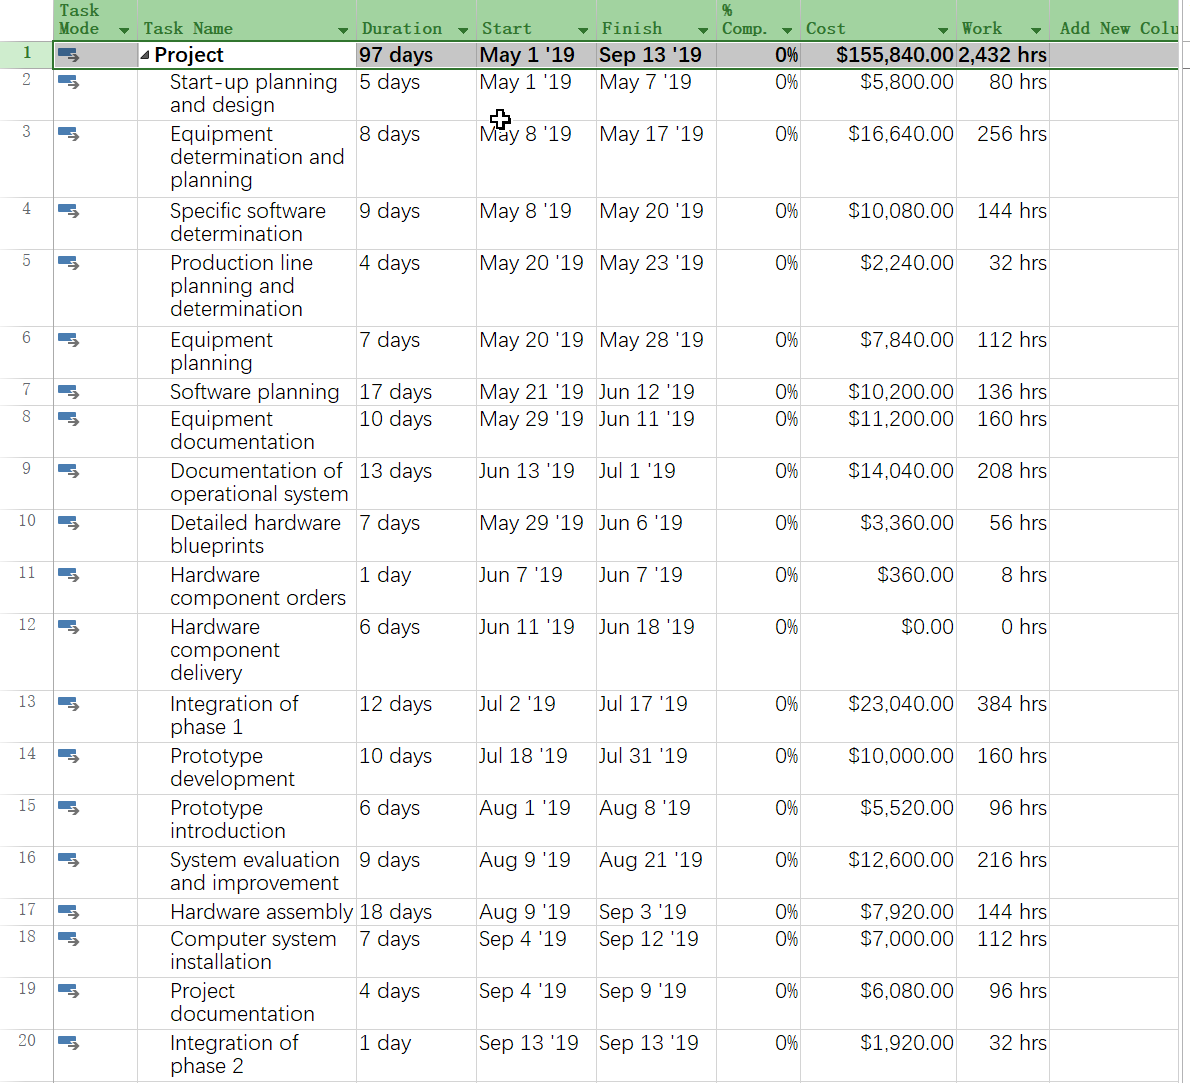 Task Mode Task Name Duration Start Finish % Comp. Cost Work Add New Colu
1 Project 97 days May 1 '19 Sep 13 '19 0% $155,840.00 2,432 hrs
2 Start-up planning and design 5 days May 1 '19 May 7 '19 0% $5,800.00 80 hrs
3 Equipment determination and planning 8 days May 8 '19 May 17 '19 0% $16,640.00 256 hrs
4 Specific software determination 9 days May 8 '19 May 20 '19 0% $10,080.00 144 hrs
5 Production line planning and determination 4 days May 20 '19 May 23 '19 0% $2,240.00 32 hrs
6 Equipment planning 7 days May 20 '19 May 28 '19 0% $7,840.00 112 hrs
7 Software planning 17 days May 21 '19 Jun 12 '19 0% $10,200.00 136 hrs
8 Equipment documentation 10 days May 29 '19 Jun 11 '19 0% $11,200.00 160 hrs
9 Documentation of operational system 13 days Jun 13 '19 Jul 1 '19 0% $14,040.00 208 hrs
10 Detailed hardware blueprints 7 days May 29 '19 Jun 6 '19 0% $3,360.00 56 hrs
11 Hardware component orders 1 day Jun 7 '19 Jun 7 '19 0% $360.00 8 hrs
12 Hardware component delivery 6 days Jun 11 '19 Jun 18 '19 0% $0.00 0 hrs
13 Integration of phase 1 12 days Jul 2 '19 Jul 17 '19 0% $23,040.00 384 hrs
14 Prototype development 10 days Jul 18 '19 Jul 31 '19 0% $10,000.00 160 hrs
15 Prototype introduction 6 days Aug 1 '19 Aug 8 '19 0% $5,520.00 96 hrs
16 System evaluation and improvement 9 days Aug 9 '19 Aug 21 '19 0% $12,600.00 216 hrs
17 Hardware assembly 18 days Aug 9 '19 Sep 3 '19 0% $7,920.00 144 hrs
18 Computer system installation 7 days Sep 4 '19 Sep 12 '19 0% $7,000.00 112 hrs
19 Project documentation 4 days Sep 4 '19 Sep 9 '19 0% $6,080.00 96 hrs
20 Integration of phase 2 1 day Sep 13 '19 Sep 13 '19 0% $1,920.00 32 hrs